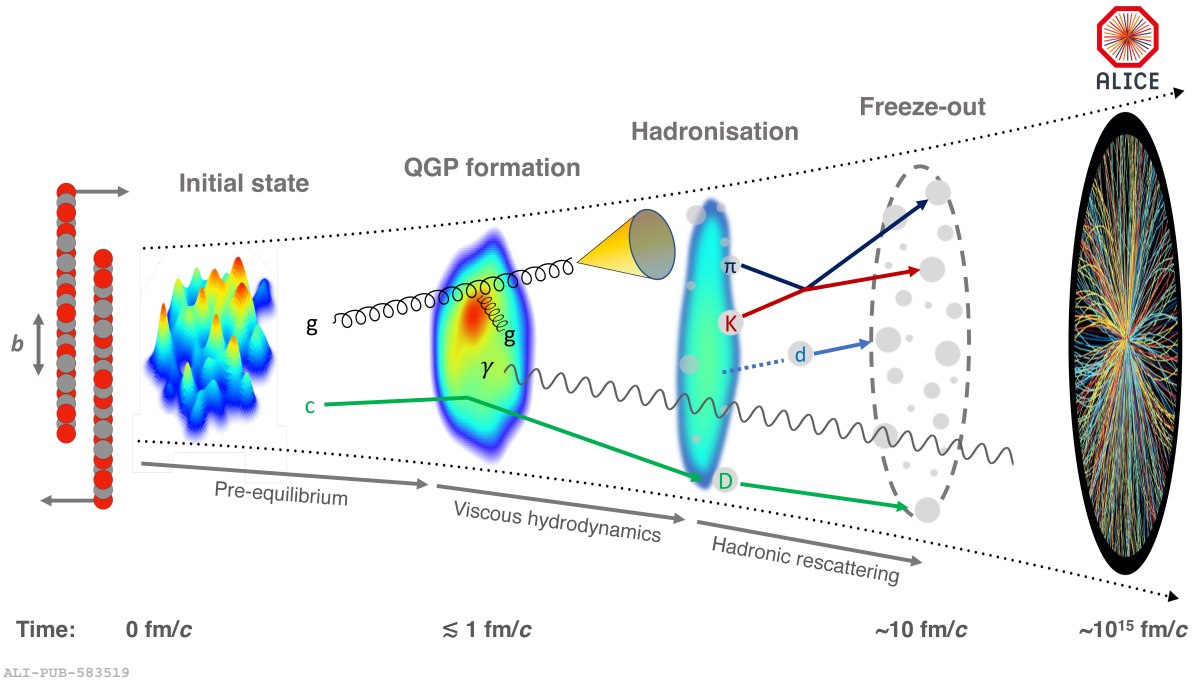 ALICE
Freeze-out
Hadronisation
QGP formation
Initial state
b
g
g
γ
c
π
K
d
D
Pre-equilibrium
Viscous hydrodynamics
Hadronic rescattering
Time: 0 fm/c ≲ 1 fm/c ~10 fm/c ~10¹⁵ fm/c
ALI-PUB-583519